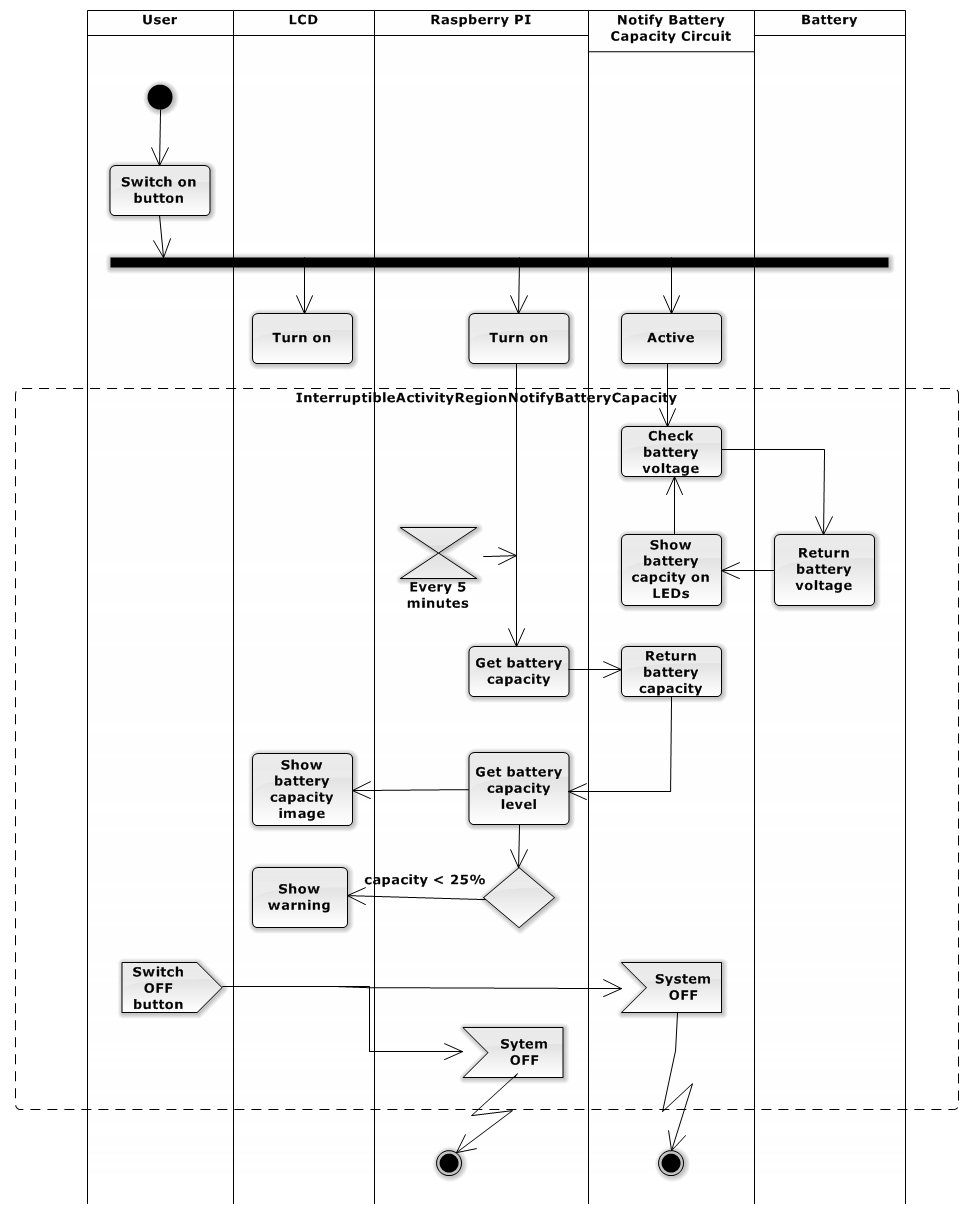 User
LCD
Raspberry PI
Notify Battery
Capacity Circuit
Battery
Switch on
button
Turn on
Turn on
Active
InterruptibleActivityRegionNotifyBatteryCapacity
Check
battery
voltage
Every 5
minutes
Show
battery
capcity on
LEDs
Return
battery
voltage
Get battery
capacity
Return
battery
capacity
Show
battery
capacity
image
Get battery
capacity
level
capacity < 25%
Show
warning
Switch
OFF
button
System
OFF
Sytem
OFF